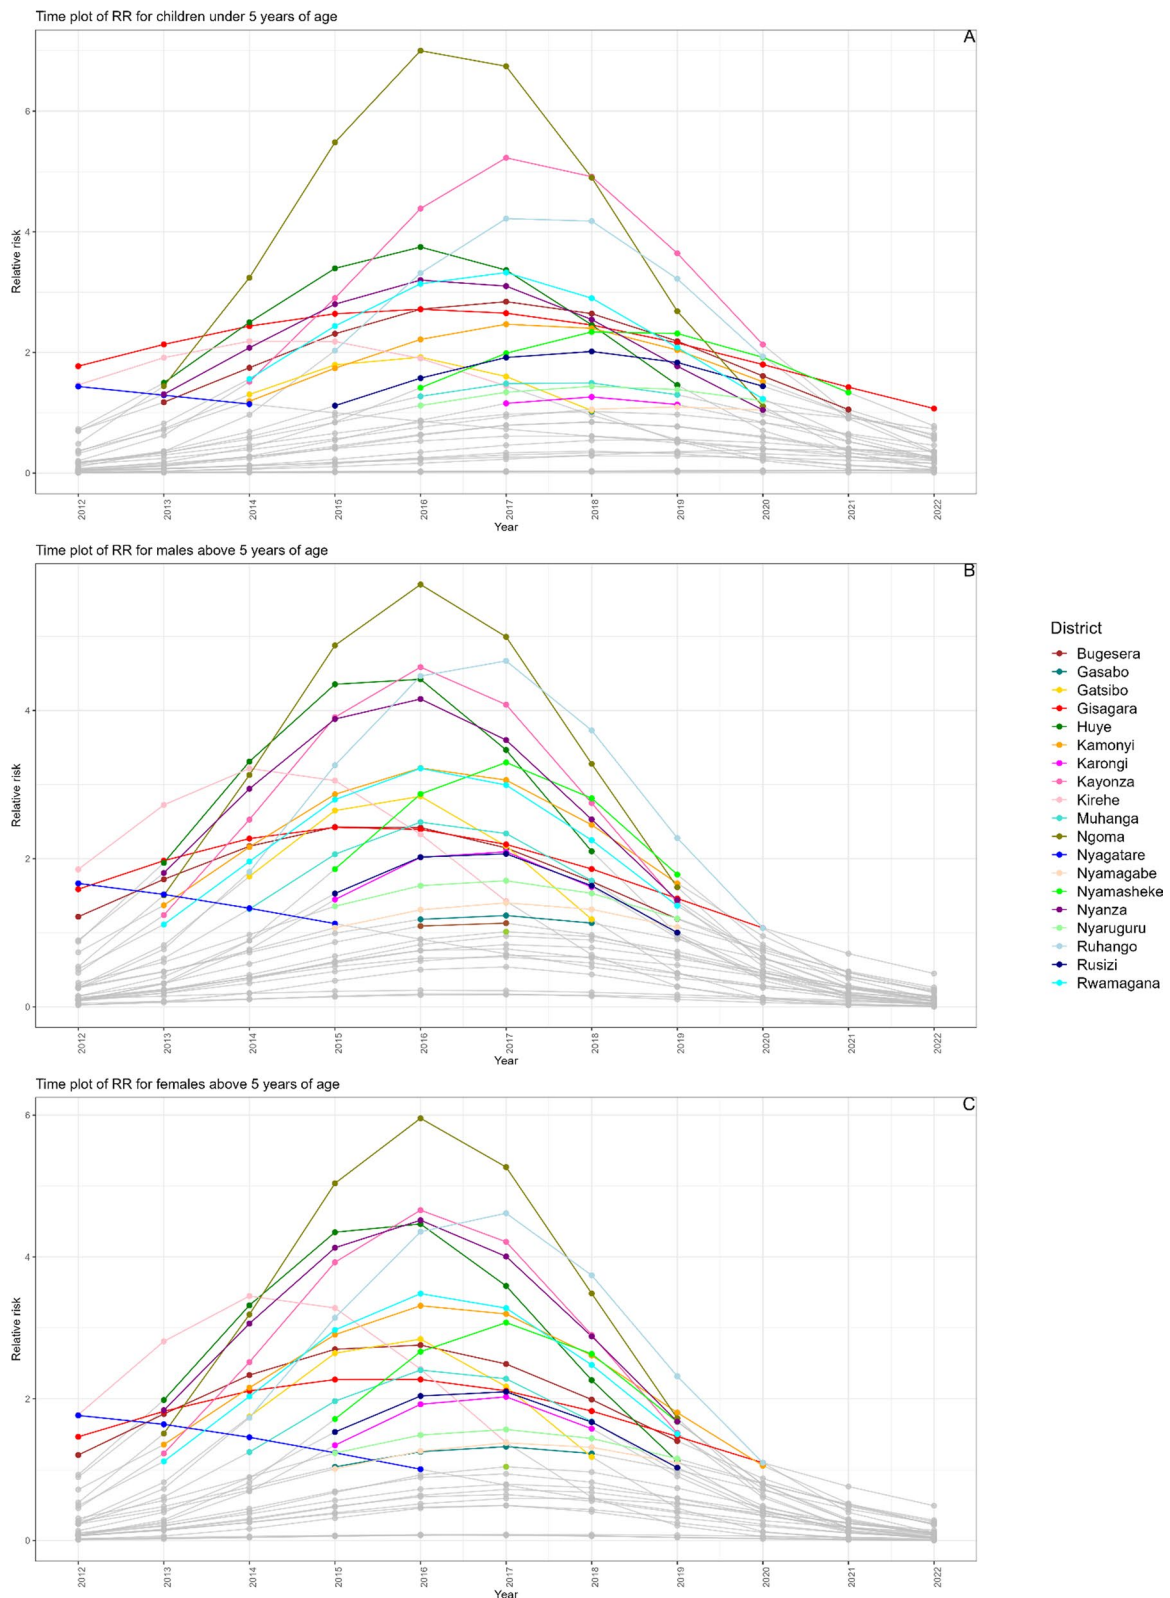 Time plot of RR for children under 5 years of age
A
6
4
2
0
Relative risk
2012 2013 2014 2015 2016 2017 2018 2019 2020 2021 2022
Year
Time plot of RR for males above 5 years of age
B
4
2
0
Relative risk
2012 2013 2014 2015 2016 2017 2018 2019 2020 2021 2022
Year
District
Bugesera
Gasabo
Gatsibo
Gisagara
Huye
Kamonyi
Karongi
Kayonza
Kirehe
Muhanga
Ngoma
Nyagatare
Nyamagabe
Nyamasheke
Nyanza
Nyaruguru
Ruhango
Rusizi
Rwamagana
Time plot of RR for females above 5 years of age
C
6
4
2
0
Relative risk
2012 2013 2014 2015 2016 2017 2018 2019 2020 2021 2022
Year